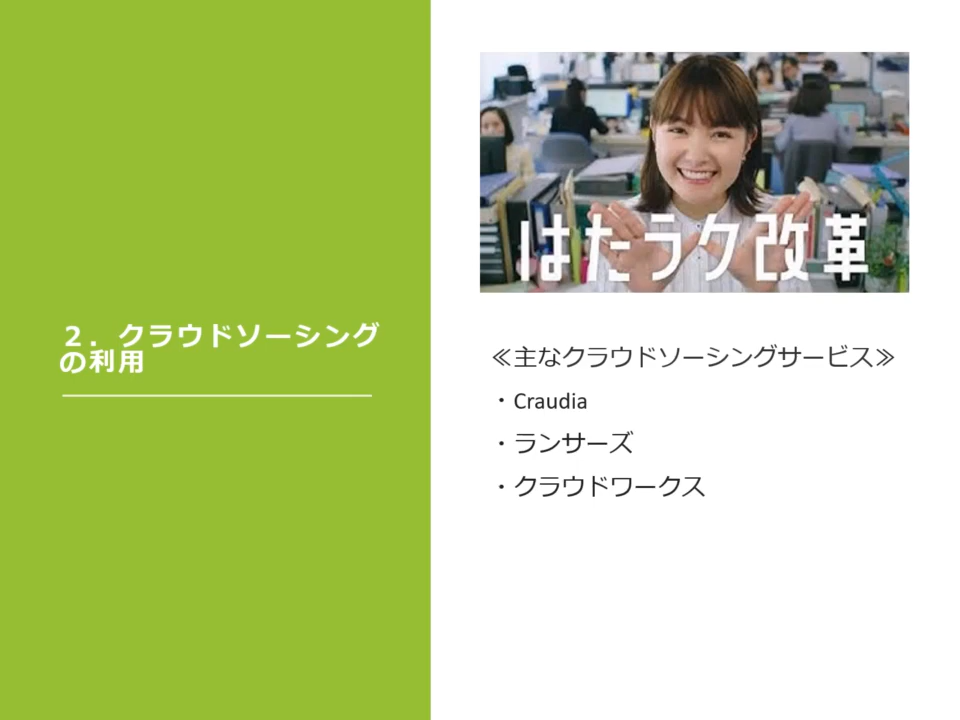 ２．クラウドソーシング
の利用
はたラク改革
≪主なクラウドソーシングサービス≫
・Craudia
・ランサーズ
・クラウドワークス